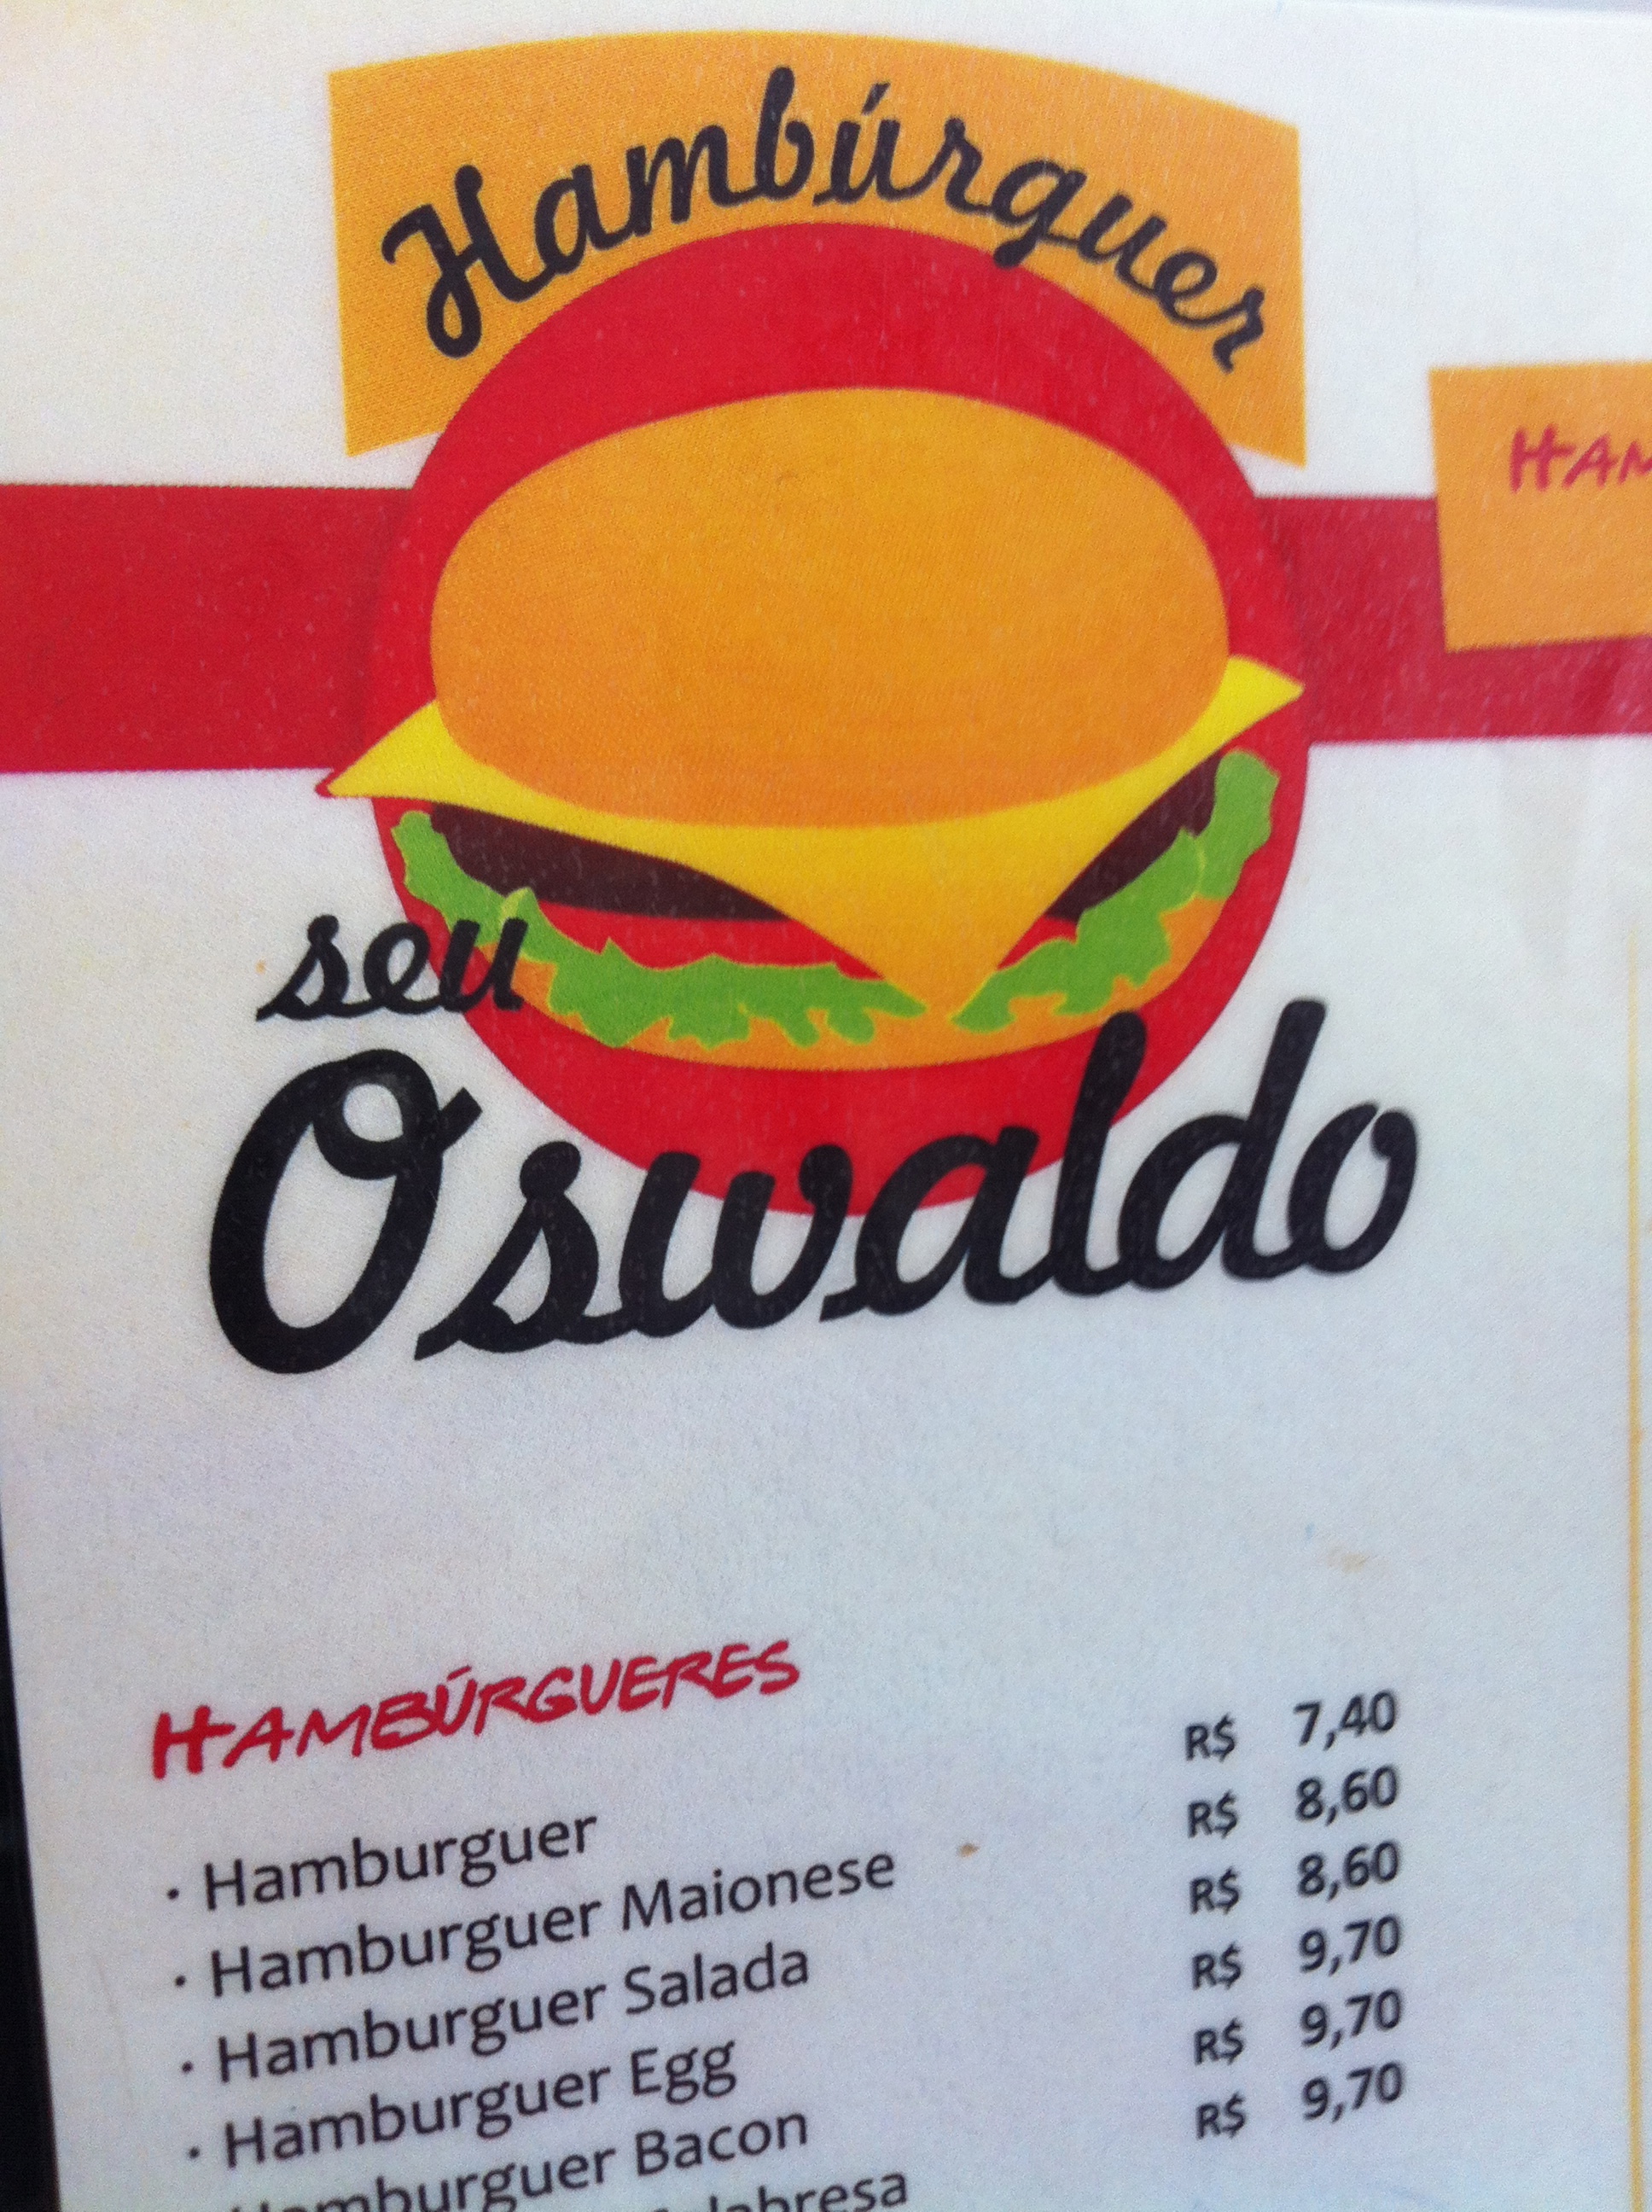 Hambúrguer
seu
Oswaldo
HAMBÚRGUERES
· Hamburguer R$ 7,40
· Hamburguer Maionese R$ 8,60
· Hamburguer Salada R$ 8,60
· Hamburguer Egg R$ 9,70
Hamburguer Bacon R$ 9,70
R$ 9,70